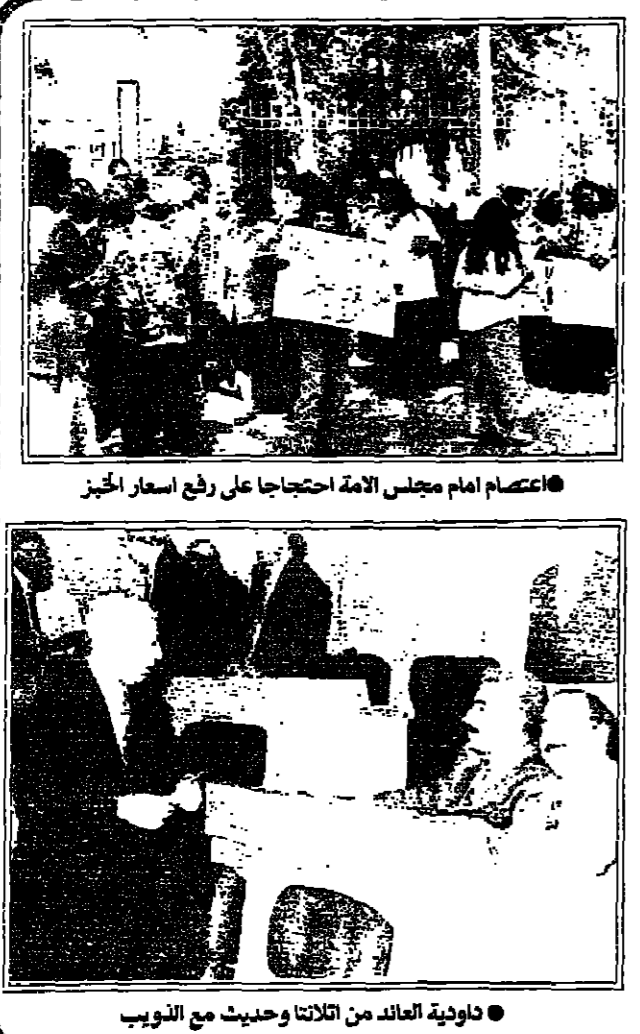 ● اعتصام امام مجلس الامة احتجاجا على رفع اسعار الخبز
● داودية العائد من اتلانتا وحديث مع الذويب